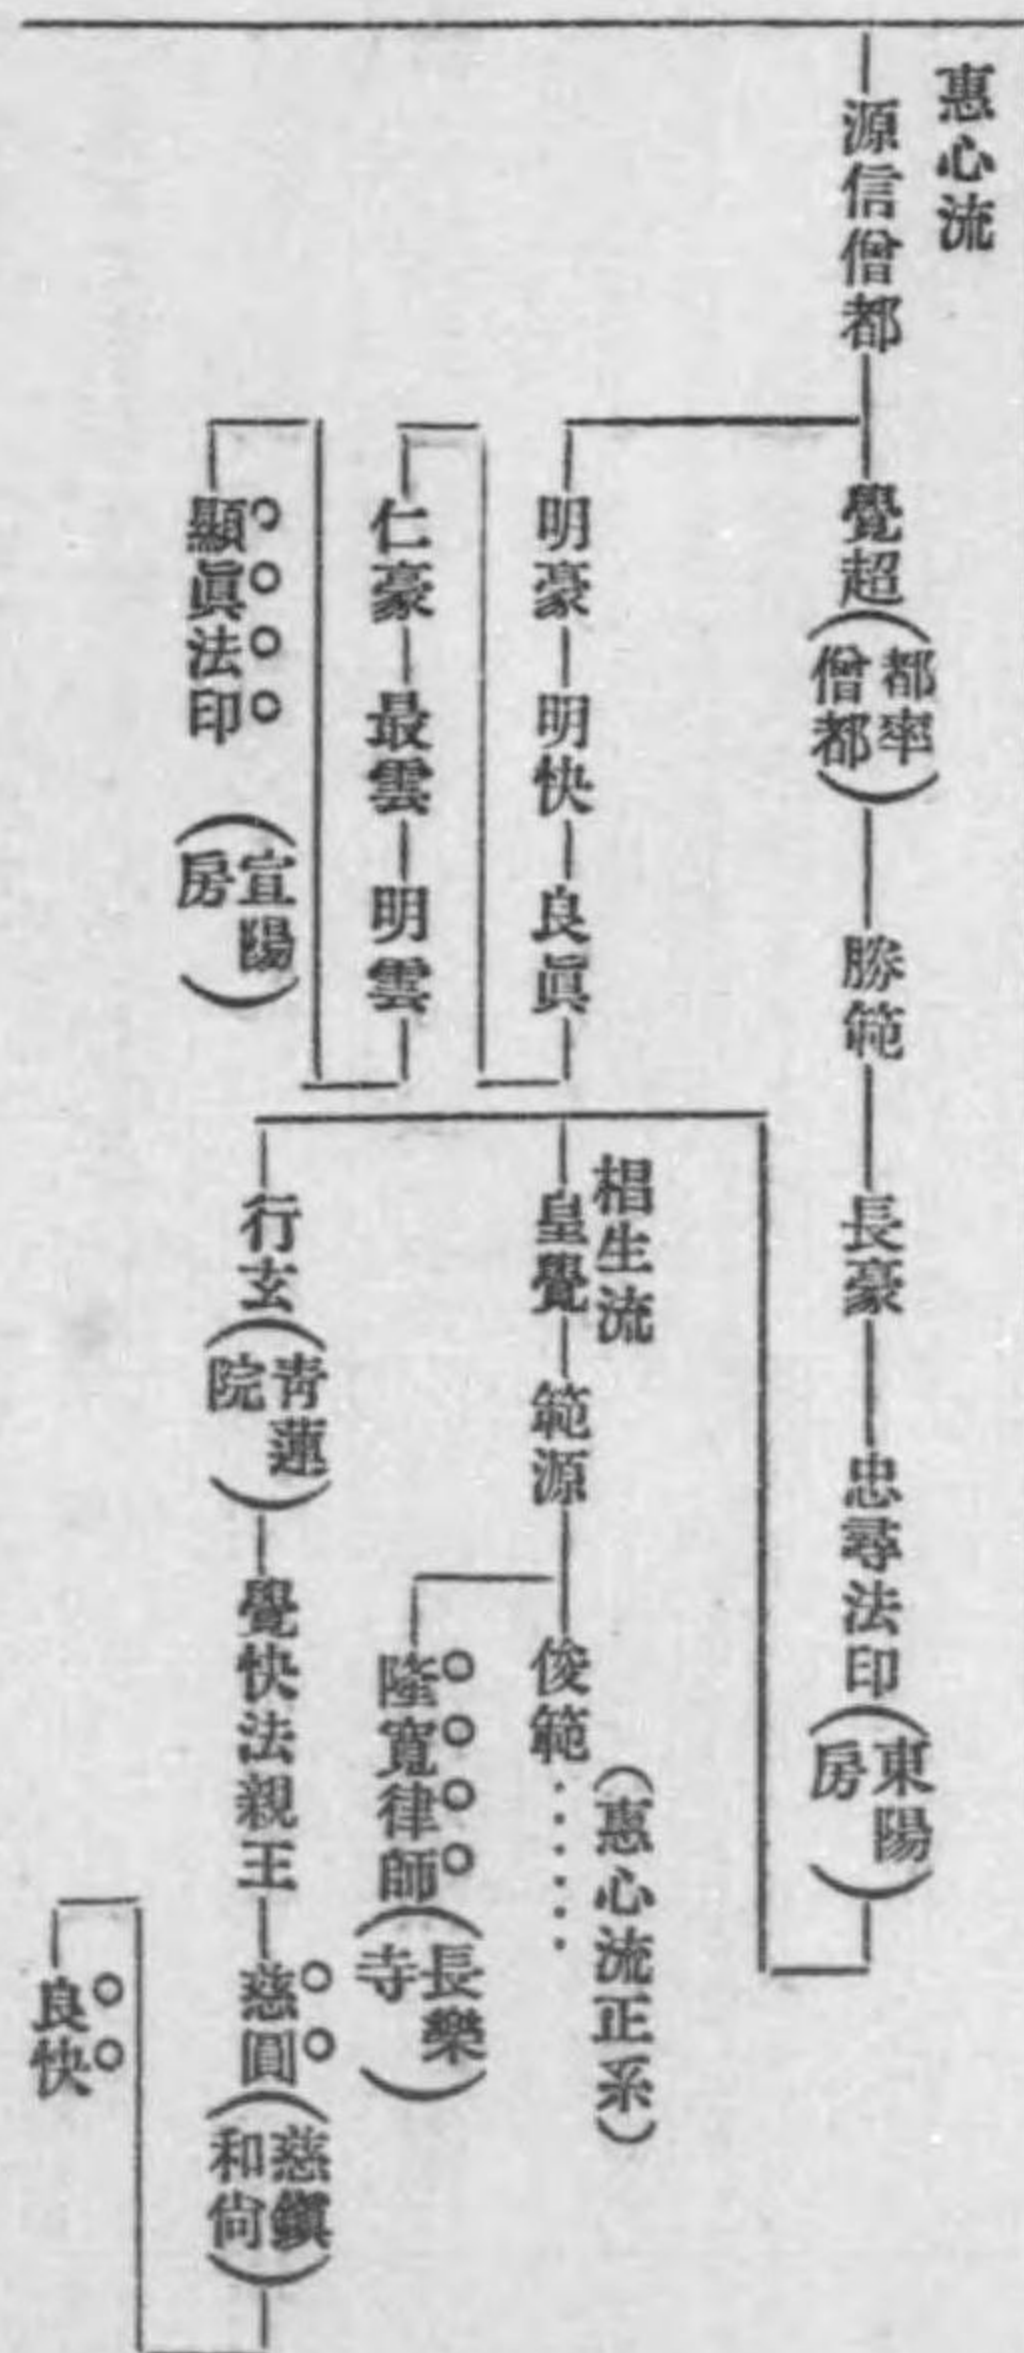 惠心流
源信僧都
覺超(都率僧都)
勝範
長豪
忠尋法印(東陽房)
明豪
明快
良眞
仁豪
最雲
明雲
顯眞法印
(宣陽房)
椙生流
皇覺
範源
俊範……
(惠心流正系)
隆寬律師(長樂寺)
行玄(靑蓮院)
覺快法親王
慈圓(慈鎭和尙)
良快